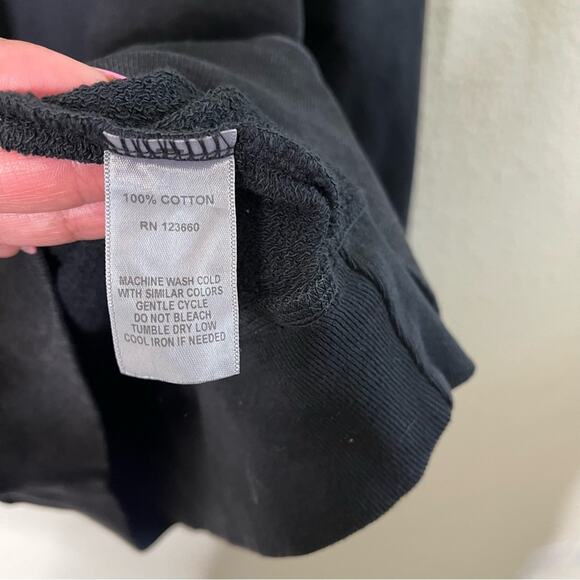 100% COTTON
RN 123660
MACHINE WASH COLD
WITH SIMILAR COLORS
GENTLE CYCLE
DO NOT BLEACH
TUMBLE DRY LOW
COOL IRON IF NEEDED